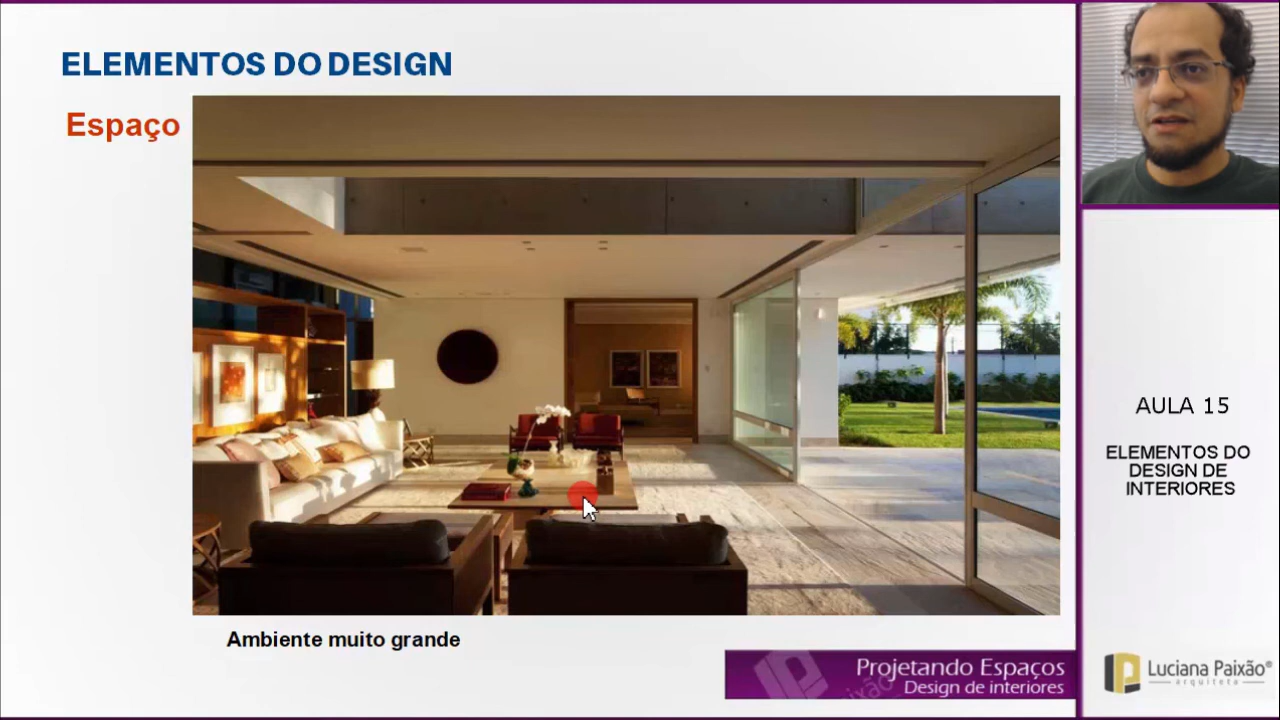 ELEMENTOS DO DESIGN
Espaço
Ambiente muito grande
Projetando Espaços
Design de interiores
AULA 15
ELEMENTOS DO
DESIGN DE
INTERIORES
Luciana Paixão®
arquiteta